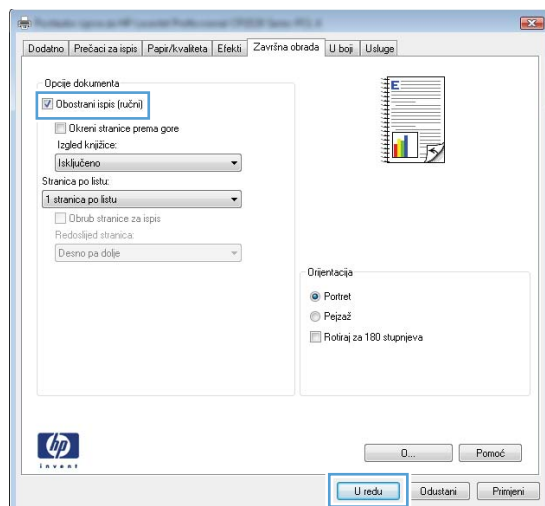 Dodatno Prečaci za ispis Papir/kvaliteta Efekti Završna obrada U boji Usluge
Opcije dokumenta
Obostrani ispis (ručni)
Okreni stranice prema gore
Izgled knjižice:
Isključeno
Stranica po listu:
1 stranica po listu
Obrub stranice za ispis
Redoslijed stranica:
Desno pa dolje
E
Orijentacija
Portret
Pejzaž
Rotiraj za 180 stupnjeva
hp
invent
O... Pomoć
U redu Odustani Primjeni